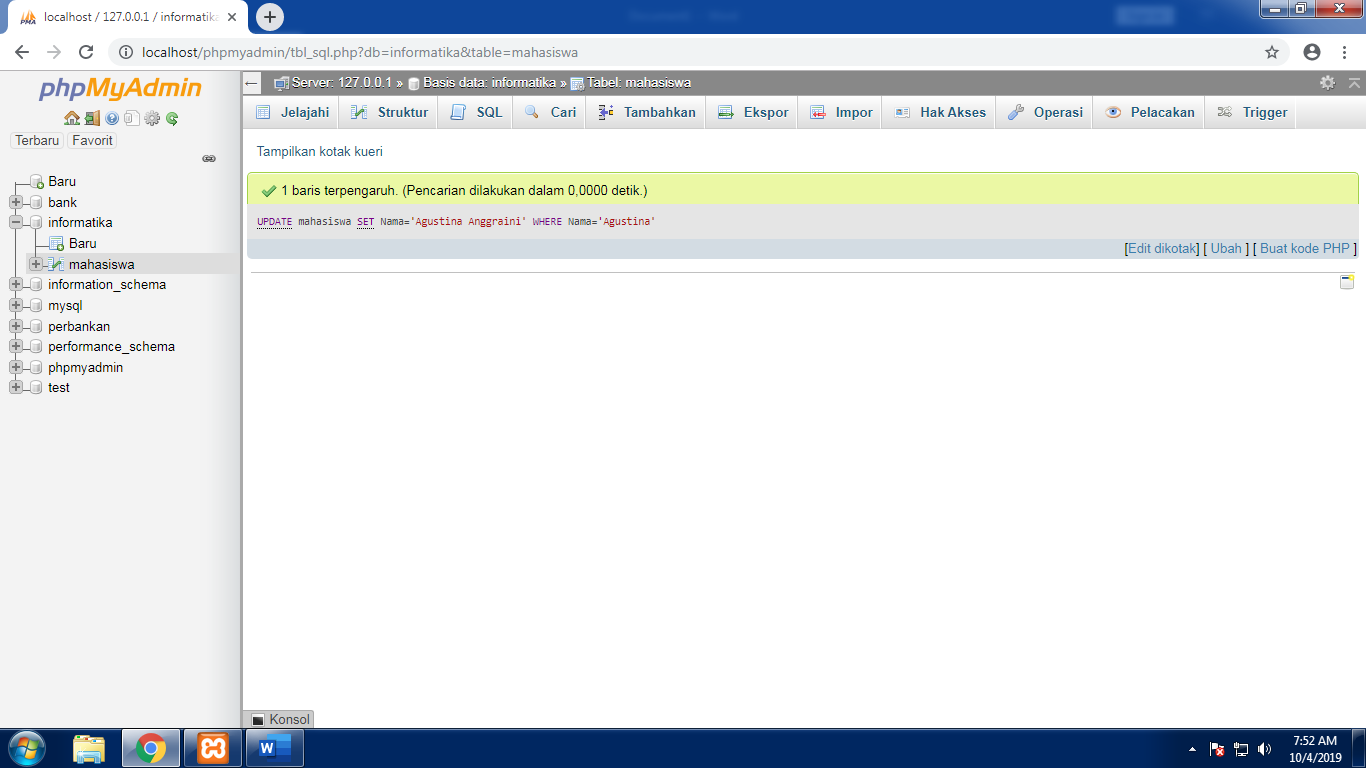 localhost / 127.0.0.1 / informatika
localhost/phpmyadmin/tbl_sql.php?db=informatika&table=mahasiswa
phpMyAdmin
Terbaru Favorit
Baru
bank
informatika
Baru
mahasiswa
information_schema
mysql
perbankan
performance_schema
phpmyadmin
test
Server: 127.0.0.1 » Basis data: informatika » Tabel: mahasiswa
Jelajahi Struktur SQL Cari Tambahkan Ekspor Impor Hak Akses Operasi Pelacakan Trigger
Tampilkan kotak kueri
1 baris terpengaruh. (Pencarian dilakukan dalam 0,0000 detik.)
UPDATE mahasiswa SET Nama='Agustina Anggraini' WHERE Nama='Agustina'
[Edit dikotak] [ Ubah ] [ Buat kode PHP ]
Konsol
7:52 AM
10/4/2019